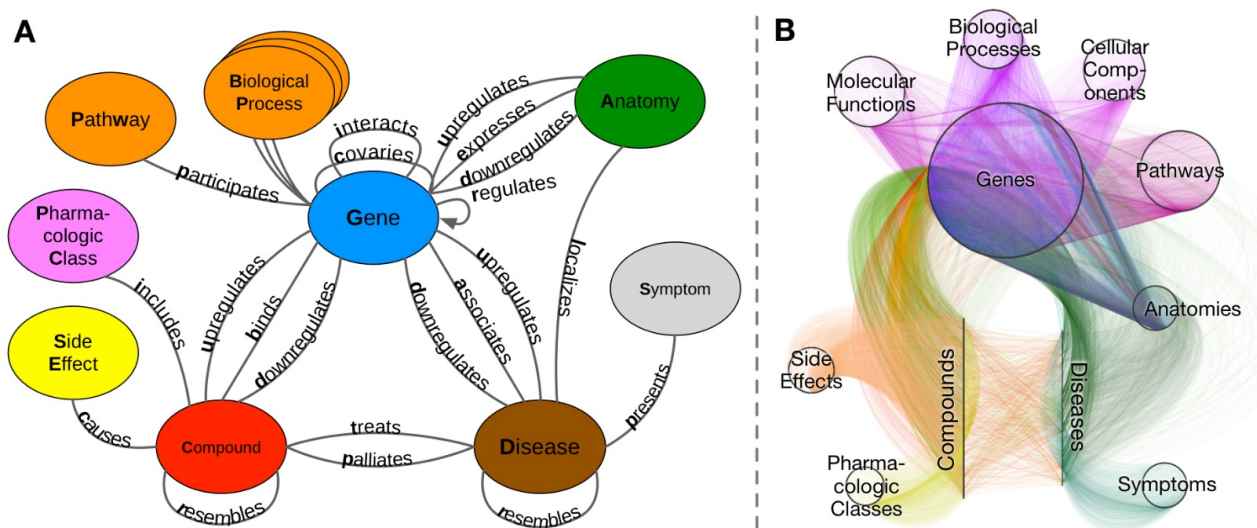 A
Pathway
Biological
Process
Anatomy
upregulates
expresses
downregulates
interacts
covaries
regulates
participates
Gene
Pharma-
cologic
Class
includes
upregulates
binds
downregulates
downregulates
associates
upregulates
localizes
Symptom
Side
Effect
causes
presents
Compound
treats
palliates
Disease
resembles
resembles
B
Biological
Processes
Cellular
Comp-
onents
Molecular
Functions
Genes
Pathways
Anatomies
Side
Effects
Compounds
Diseases
Pharma-
cologic
Classes
Symptoms